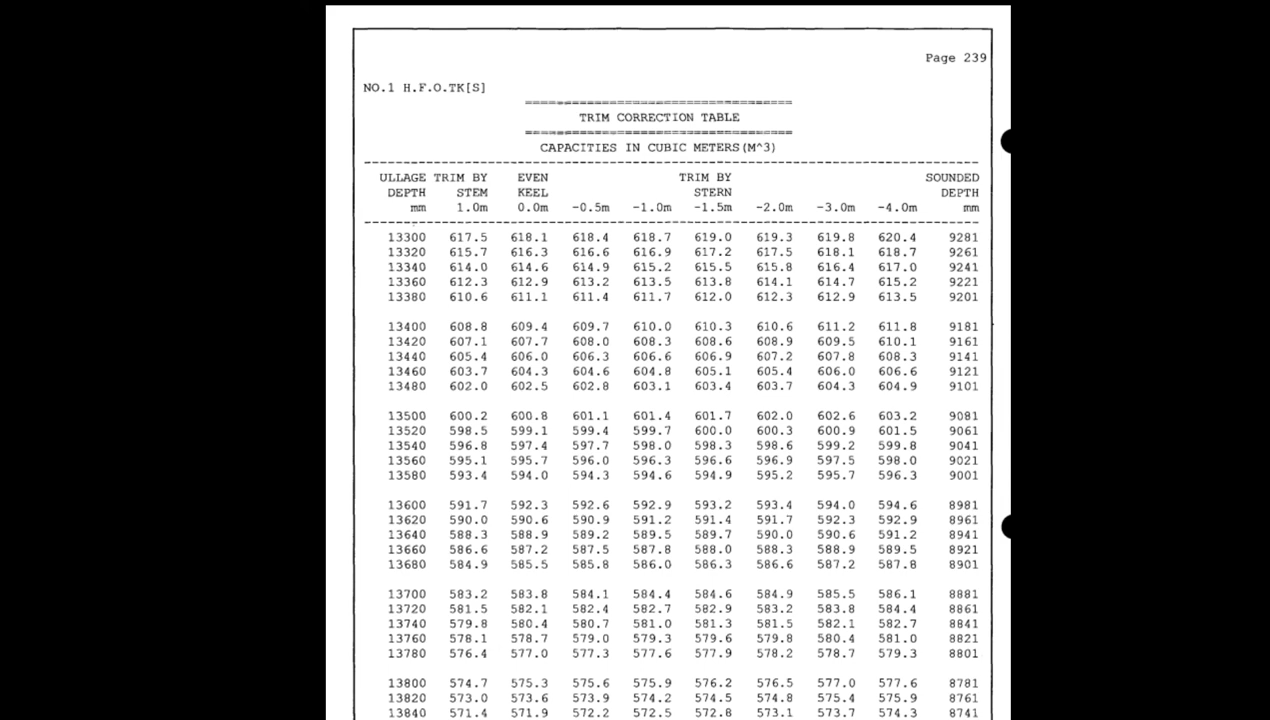 Page 239
NO.1 H.F.O.TK[S]
==================================
TRIM CORRECTION TABLE
==================================
CAPACITIES IN CUBIC METERS(M^3)
--------------------------------------------------------------------------------
ULLAGE TRIM BY EVEN TRIM BY SOUNDED
DEPTH STEM KEEL STERN DEPTH
mm 1.0m 0.0m -0.5m -1.0m -1.5m -2.0m -3.0m -4.0m mm
--------------------------------------------------------------------------------
13300 617.5 618.1 618.4 618.7 619.0 619.3 619.8 620.4 9281
13320 615.7 616.3 616.6 616.9 617.2 617.5 618.1 618.7 9261
13340 614.0 614.6 614.9 615.2 615.5 615.8 616.4 617.0 9241
13360 612.3 612.9 613.2 613.5 613.8 614.1 614.7 615.2 9221
13380 610.6 611.1 611.4 611.7 612.0 612.3 612.9 613.5 9201
13400 608.8 609.4 609.7 610.0 610.3 610.6 611.2 611.8 9181
13420 607.1 607.7 608.0 608.3 608.6 608.9 609.5 610.1 9161
13440 605.4 606.0 606.3 606.6 606.9 607.2 607.8 608.3 9141
13460 603.7 604.3 604.6 604.8 605.1 605.4 606.0 606.6 9121
13480 602.0 602.5 602.8 603.1 603.4 603.7 604.3 604.9 9101
13500 600.2 600.8 601.1 601.4 601.7 602.0 602.6 603.2 9081
13520 598.5 599.1 599.4 599.7 600.0 600.3 600.9 601.5 9061
13540 596.8 597.4 597.7 598.0 598.3 598.6 599.2 599.8 9041
13560 595.1 595.7 596.0 596.3 596.6 596.9 597.5 598.0 9021
13580 593.4 594.0 594.3 594.6 594.9 595.2 595.7 596.3 9001
13600 591.7 592.3 592.6 592.9 593.2 593.4 594.0 594.6 8981
13620 590.0 590.6 590.9 591.2 591.4 591.7 592.3 592.9 8961
13640 588.3 588.9 589.2 589.5 589.7 590.0 590.6 591.2 8941
13660 586.6 587.2 587.5 587.8 588.0 588.3 588.9 589.5 8921
13680 584.9 585.5 585.8 586.0 586.3 586.6 587.2 587.8 8901
13700 583.2 583.8 584.1 584.4 584.6 584.9 585.5 586.1 8881
13720 581.5 582.1 582.4 582.7 582.9 583.2 583.8 584.4 8861
13740 579.8 580.4 580.7 581.0 581.3 581.5 582.1 582.7 8841
13760 578.1 578.7 579.0 579.3 579.6 579.8 580.4 581.0 8821
13780 576.4 577.0 577.3 577.6 577.9 578.2 578.7 579.3 8801
13800 574.7 575.3 575.6 575.9 576.2 576.5 577.0 577.6 8781
13820 573.0 573.6 573.9 574.2 574.5 574.8 575.4 575.9 8761
13840 571.4 571.9 572.2 572.5 572.8 573.1 573.7 574.3 8741